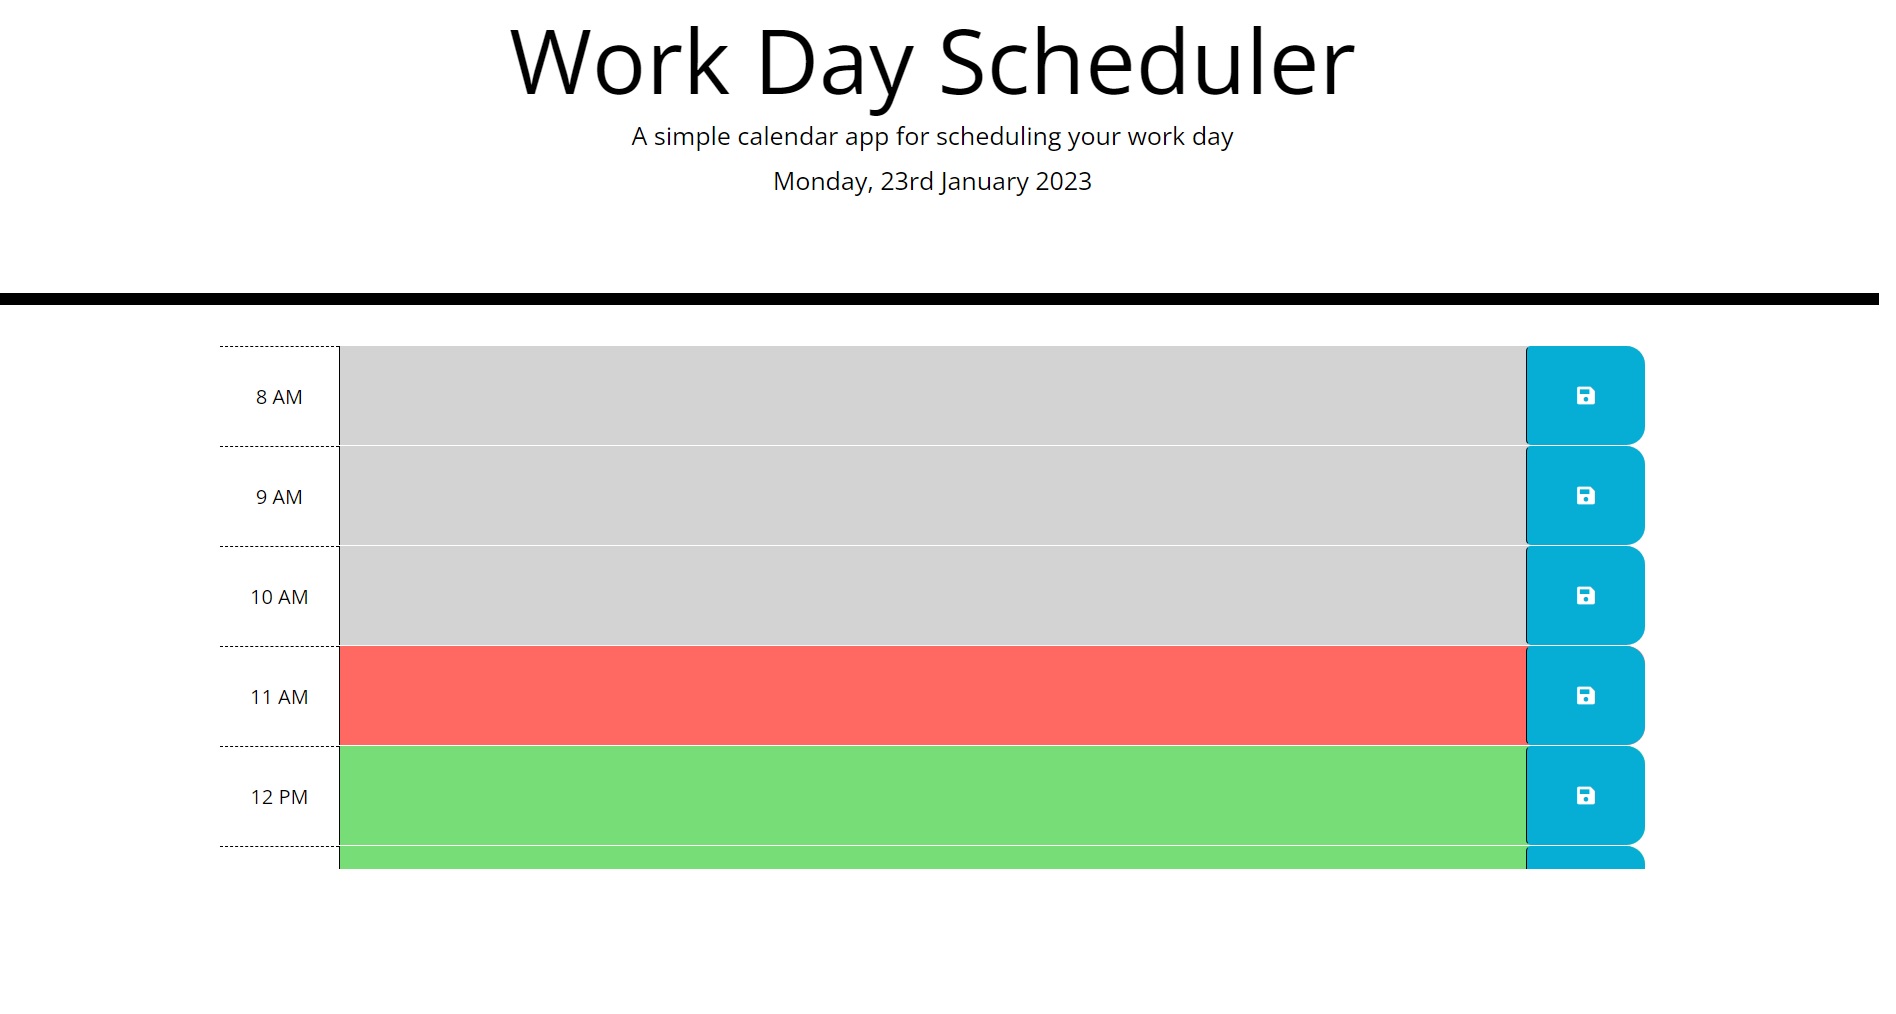 Work Day Scheduler
A simple calendar app for scheduling your work day
Monday, 23rd January 2023
8 AM
9 AM
10 AM
11 AM
12 PM